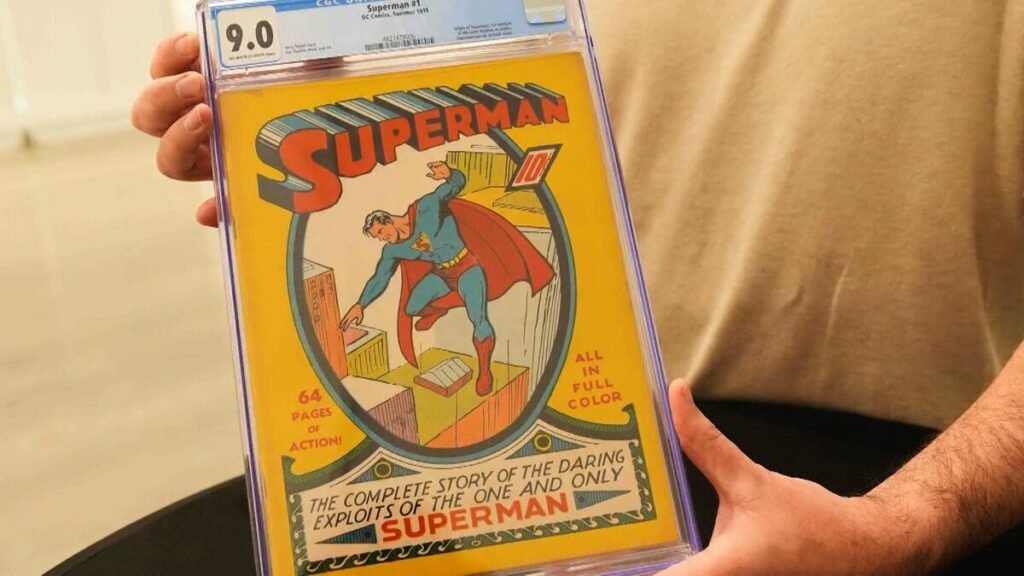 Superman #1
DC Comics, Summer 1939
9.0
SUPERMAN
10¢
64
PAGES
OF
ACTION!
ALL
IN
FULL
COLOR
THE COMPLETE STORY OF THE DARING
EXPLOITS OF THE ONE AND ONLY
SUPERMAN